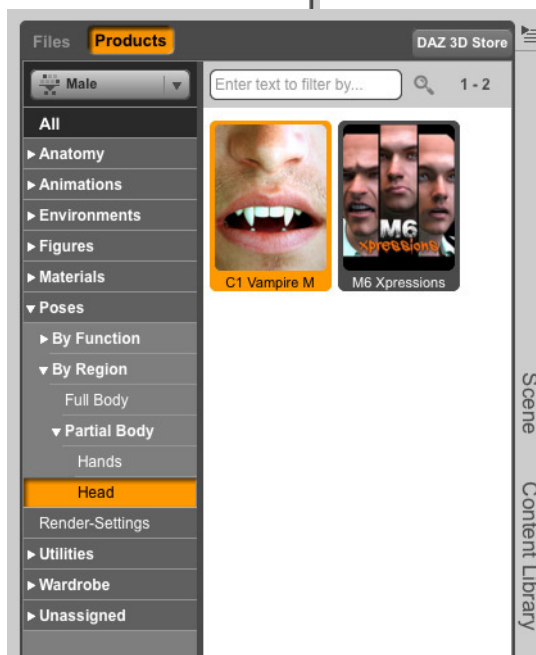 Files Products
DAZ 3D Store
Male
Enter text to filter by...
1 - 2
All
Anatomy
Animations
Environments
Figures
Materials
Poses
By Function
By Region
Full Body
Partial Body
Hands
Head
Render-Settings
Utilities
Wardrobe
Unassigned
M6
xpressions
C1 Vampire M
M6 Xpressions
Scene
Content Library